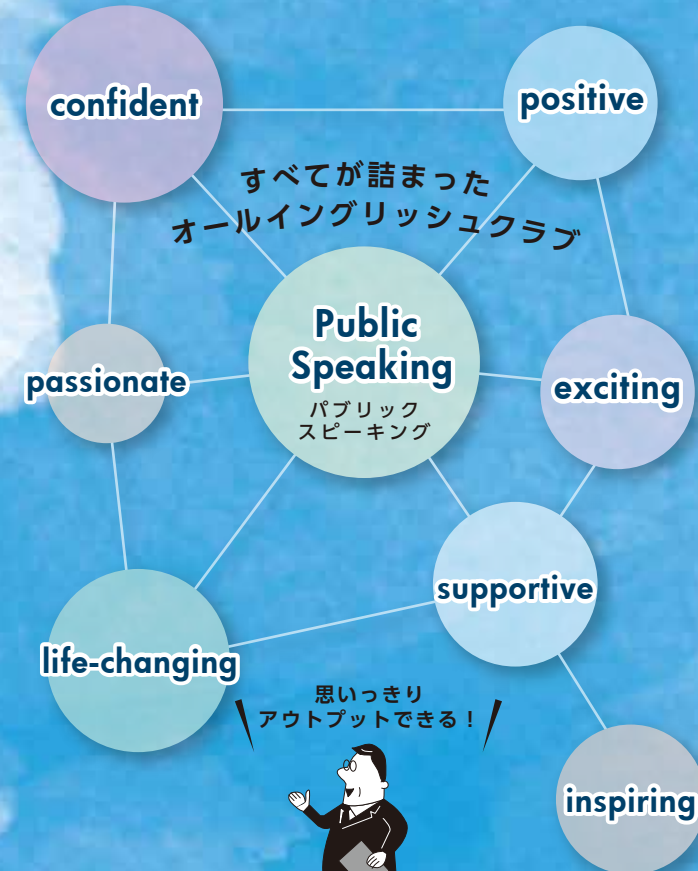 confident
positive
すべてが詰まった
オールイングリッシュクラブ
Public
Speaking
パブリック
スピーキング
passionate
exciting
supportive
life-changing
思いっきり
アウトプットできる！
inspiring